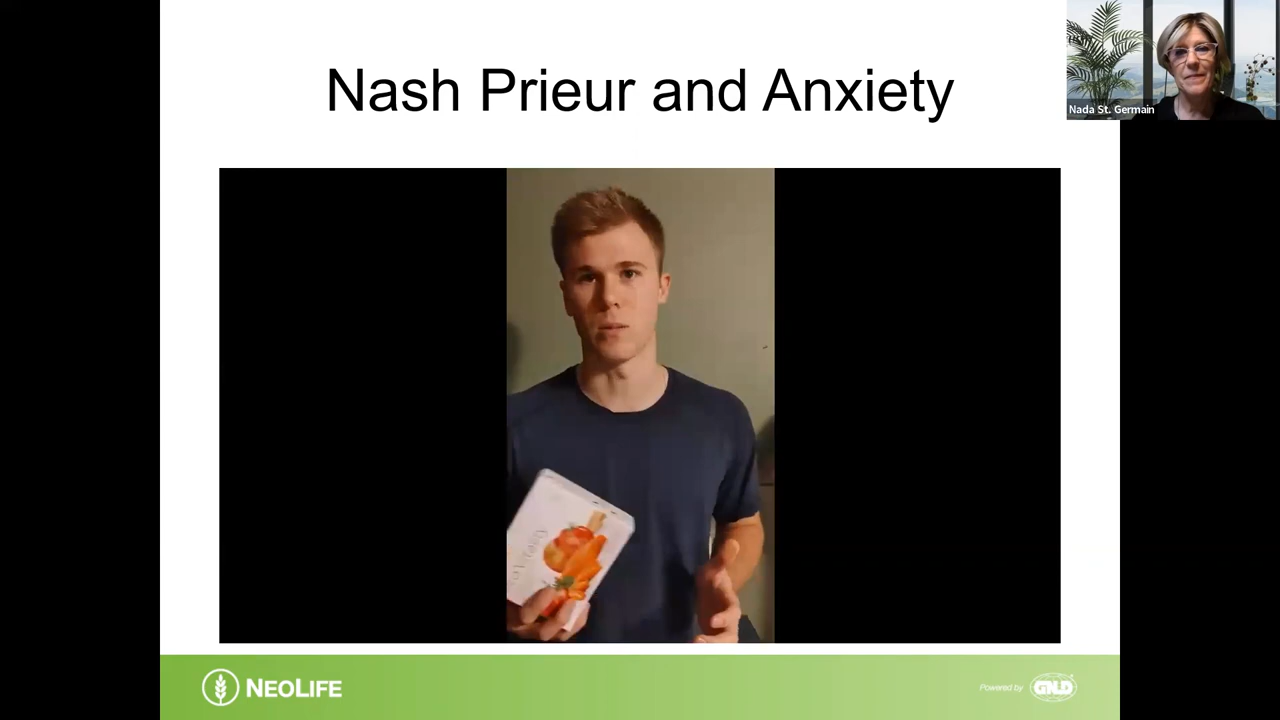 Nash Prieur and Anxiety
Nada St. Germain
NEOLIFE
Powered by GNLD